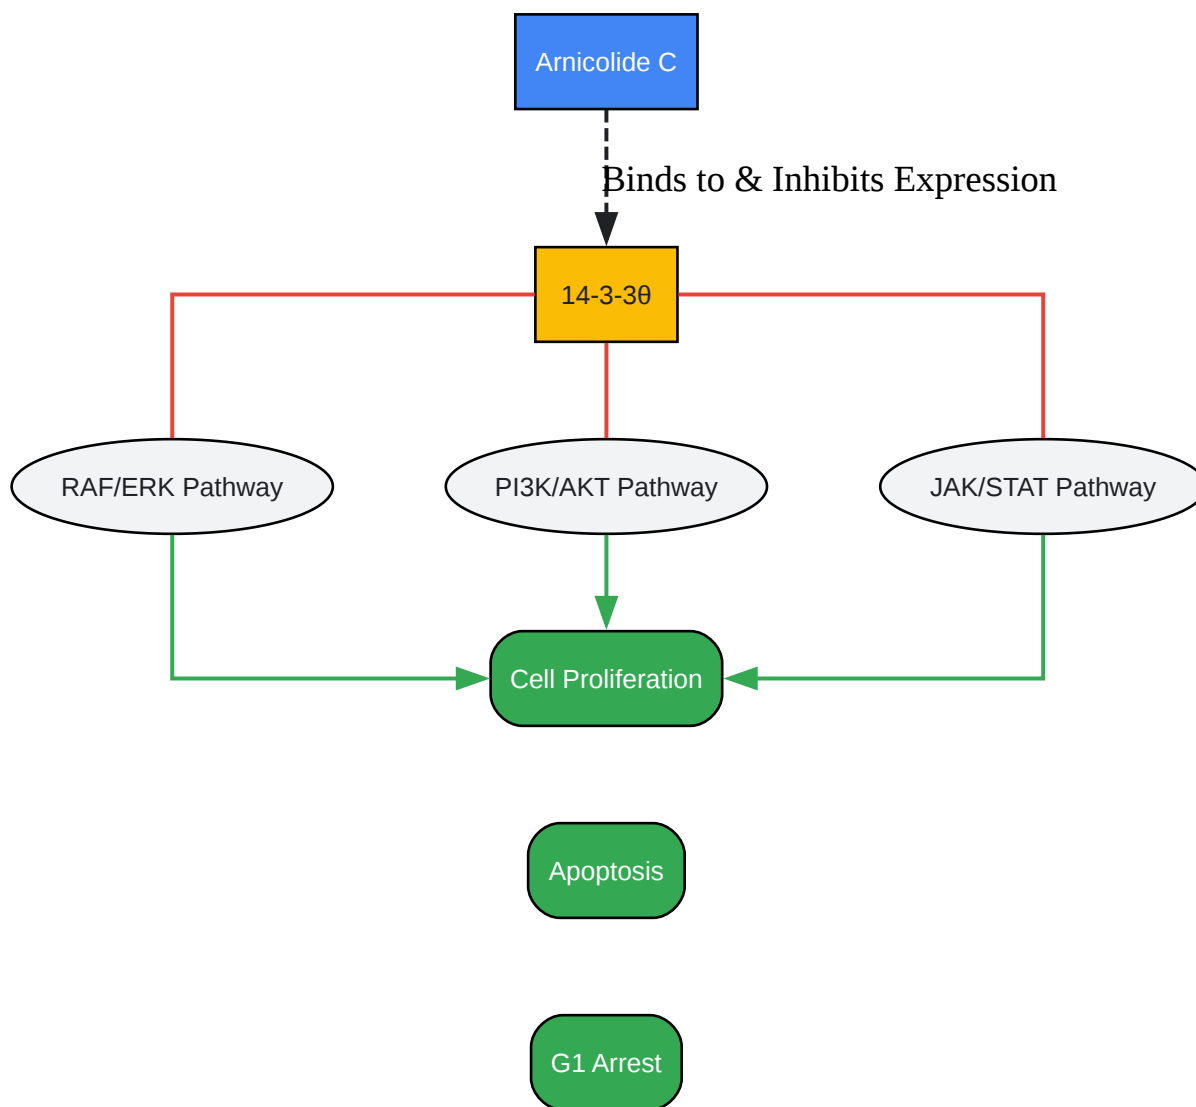 Arnicolide C
Binds to & Inhibits Expression
14-3-3θ
RAF/ERK Pathway
PI3K/AKT Pathway
JAK/STAT Pathway
Cell Proliferation
Apoptosis
G1 Arrest